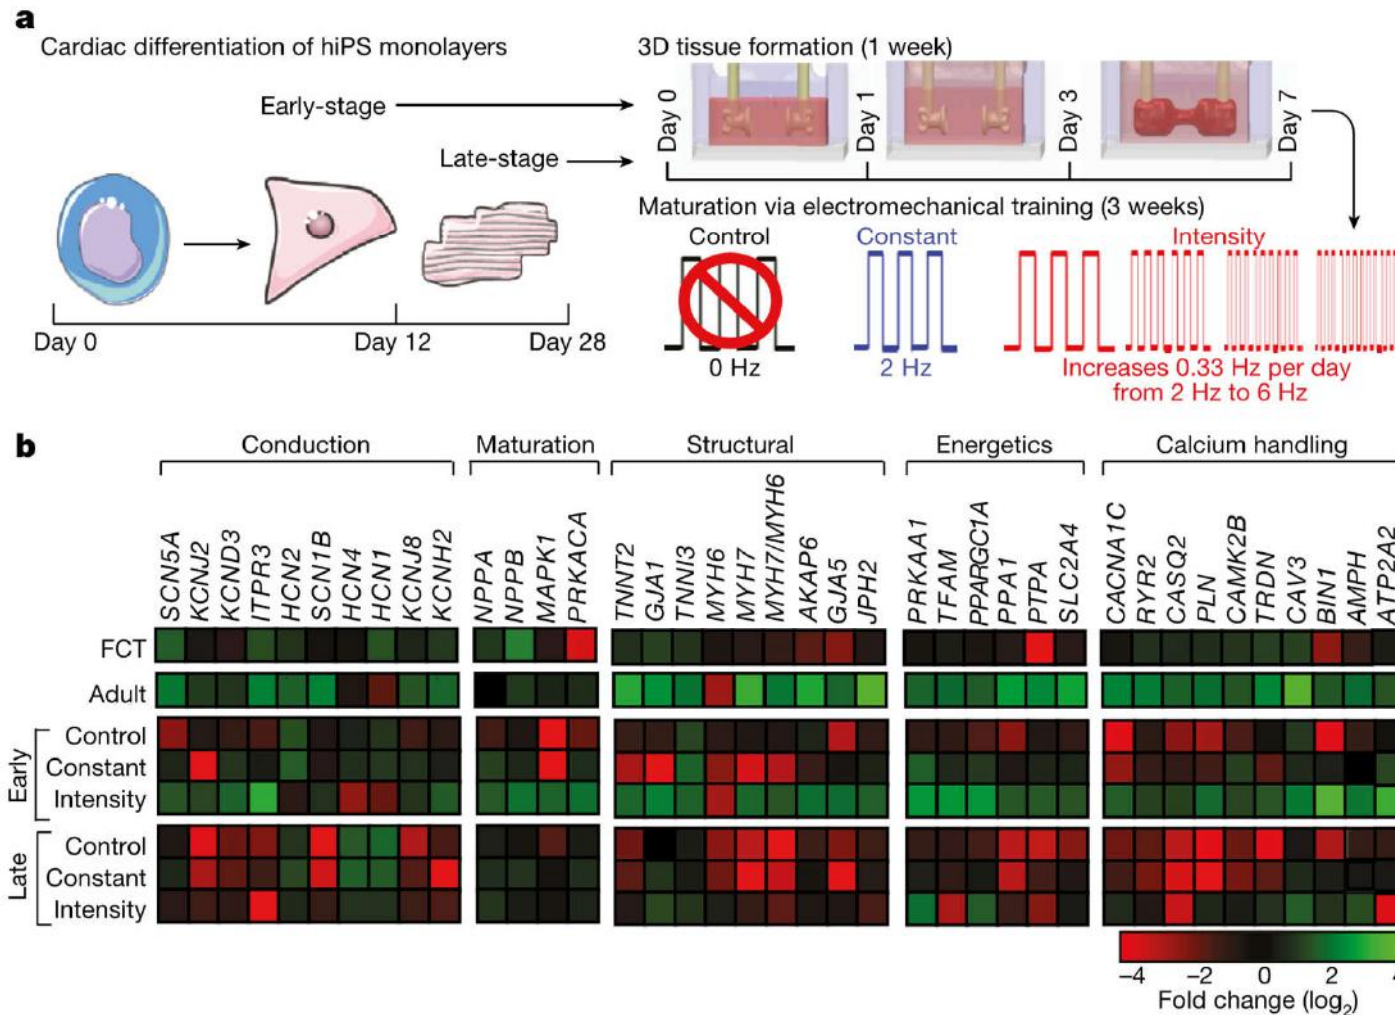 a
Cardiac differentiation of hiPS monolayers
3D tissue formation (1 week)
Early-stage
Late-stage
Day 0
Day 1
Day 3
Day 7
Maturation via electromechanical training (3 weeks)
Control
Constant
Intensity
0 Hz
2 Hz
Increases 0.33 Hz per day
from 2 Hz to 6 Hz
Day 0
Day 12
Day 28
b
Conduction
Maturation
Structural
Energetics
Calcium handling
SCN5A
KCNJ2
KCND3
ITPR3
HCN2
SCN1B
HCN4
HCN1
KCNJ8
KCNH2
NPPA
NPPB
MAPK1
PRKACA
TNNT2
GJA1
TNNI3
MYH6
MYH7
MYH7/MYH6
AKAP6
GJA5
JPH2
PRKAA1
TFAM
PPARGC1A
PPA1
PTPA
SLC2A4
CACNA1C
RYR2
CASQ2
PLN
CAMK2B
TRDN
CAV3
BIN1
AMPH
ATP2A2
FCT
Adult
Early
Control
Constant
Intensity
Late
Control
Constant
Intensity
−4 −2 0 2 4
Fold change (log2)